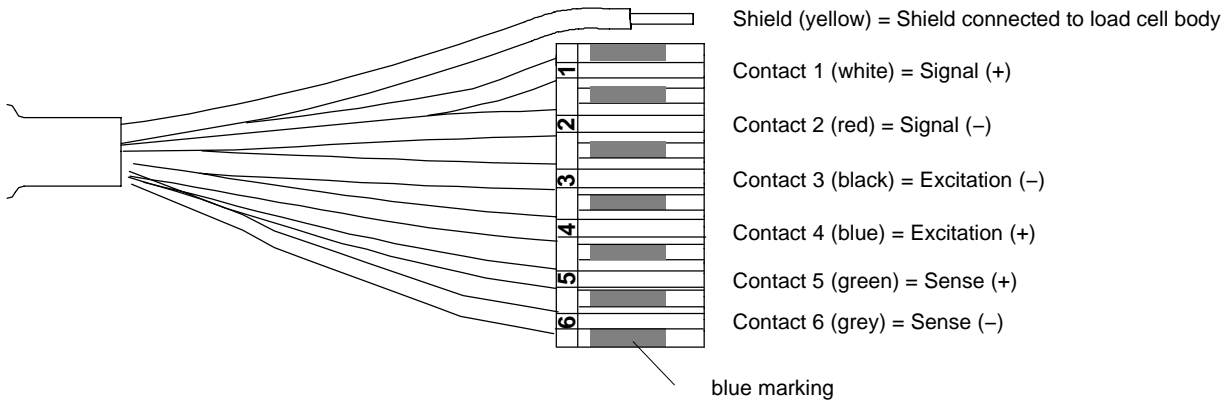 Shield (yellow) = Shield connected to load cell body
1
Contact 1 (white) = Signal (+)
2
Contact 2 (red) = Signal (−)
3
Contact 3 (black) = Excitation (−)
4
Contact 4 (blue) = Excitation (+)
5
Contact 5 (green) = Sense (+)
6
Contact 6 (grey) = Sense (−)
blue marking